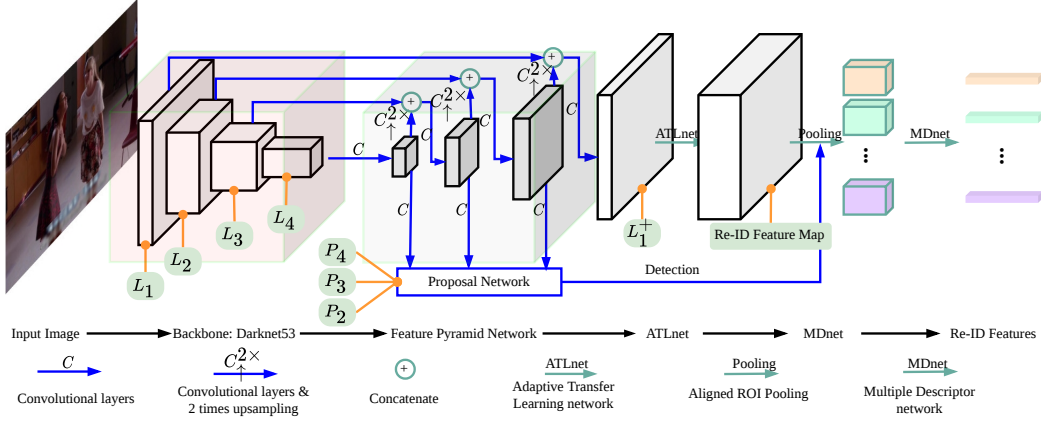 C
C↑2×
C
C↑2×
C
C↑2×
C
C
C
C
L1
L2
L3
L4
L1+
ATLnet
Pooling
MDnet
Re-ID Feature Map
P4
P3
P2
Proposal Network
Detection
Input Image
Backbone: Darknet53
Feature Pyramid Network
ATLnet
MDnet
Re-ID Features
C
Convolutional layers
C↑2×
Convolutional layers &
2 times upsampling
+
Concatenate
ATLnet
Adaptive Transfer
Learning network
Pooling
Aligned ROI Pooling
MDnet
Multiple Descriptor
network